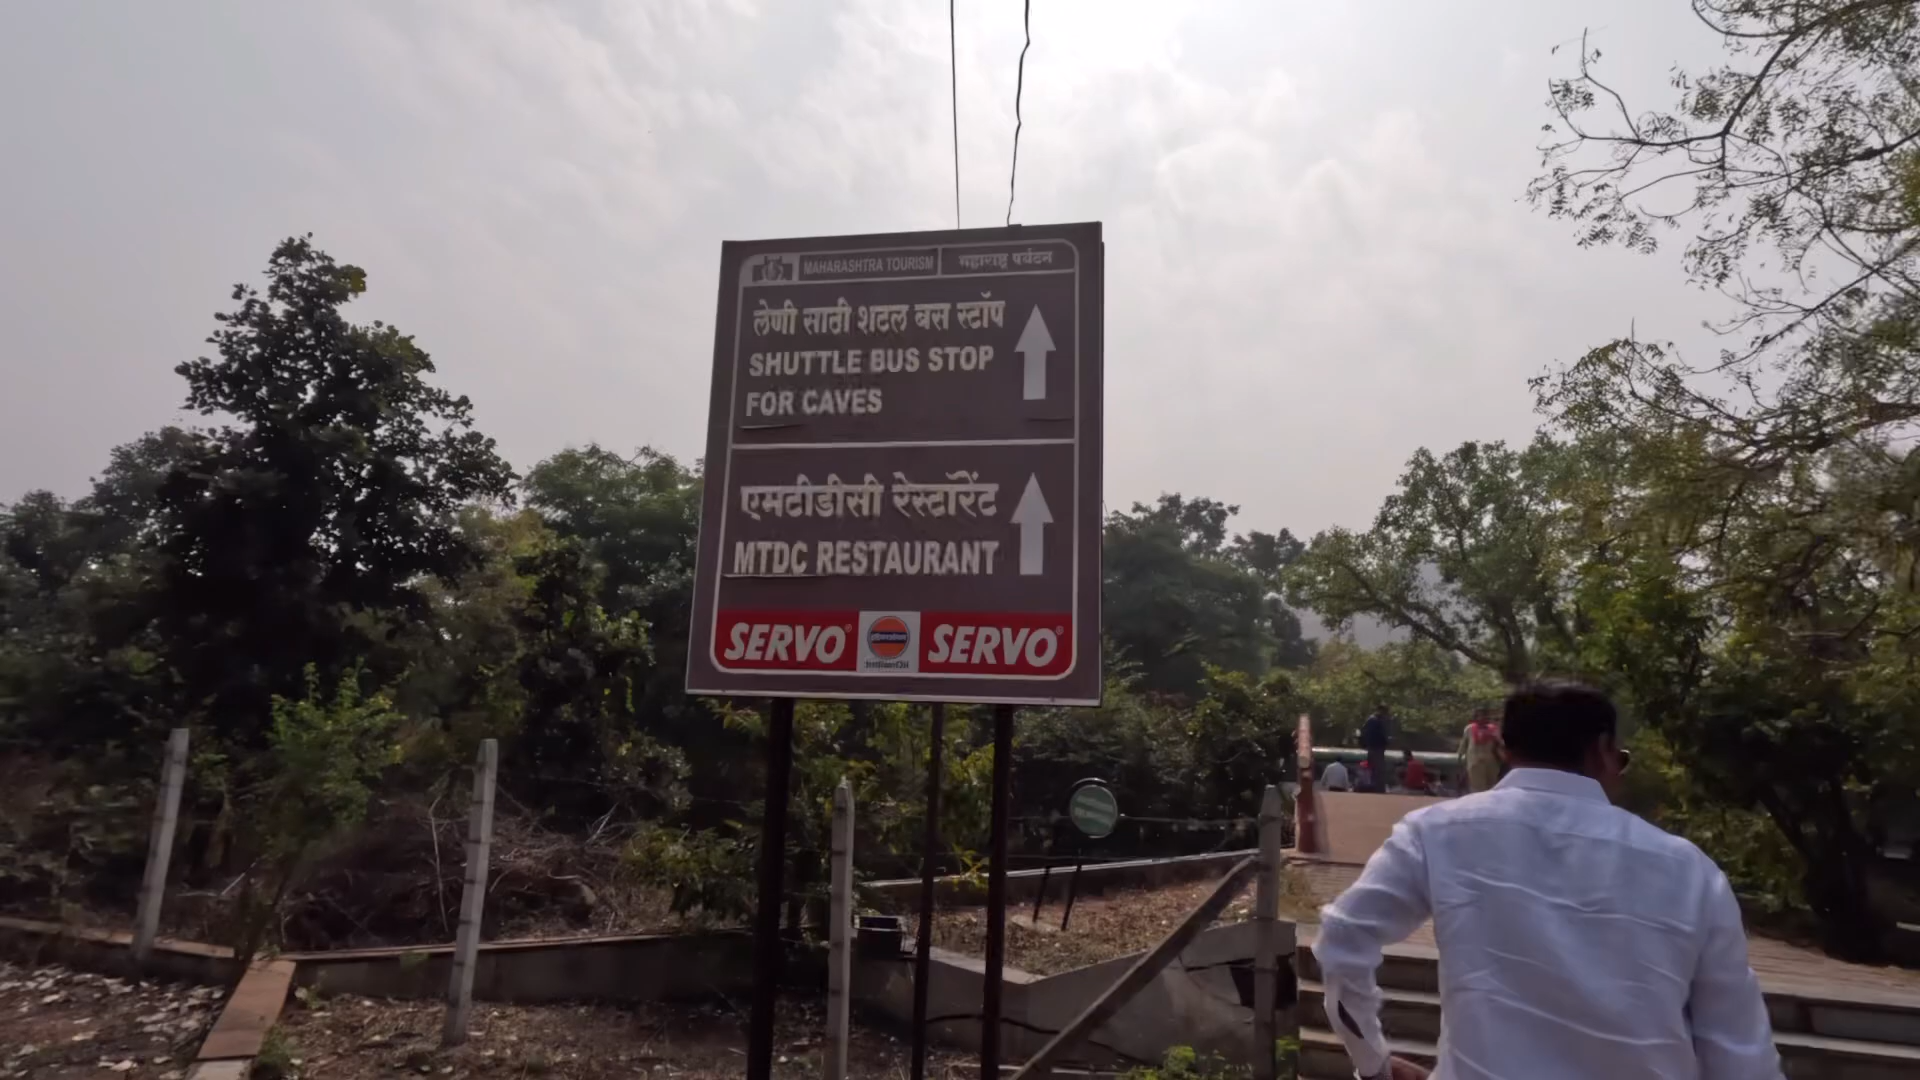 MAHARASHTRA TOURISM महाराष्ट्र पर्यटन
लेणी साठी शटल बस स्टॉप
SHUTTLE BUS STOP
FOR CAVES
एमटीडीसी रेस्टॉरेंट
MTDC RESTAURANT
SERVO® SERVO®